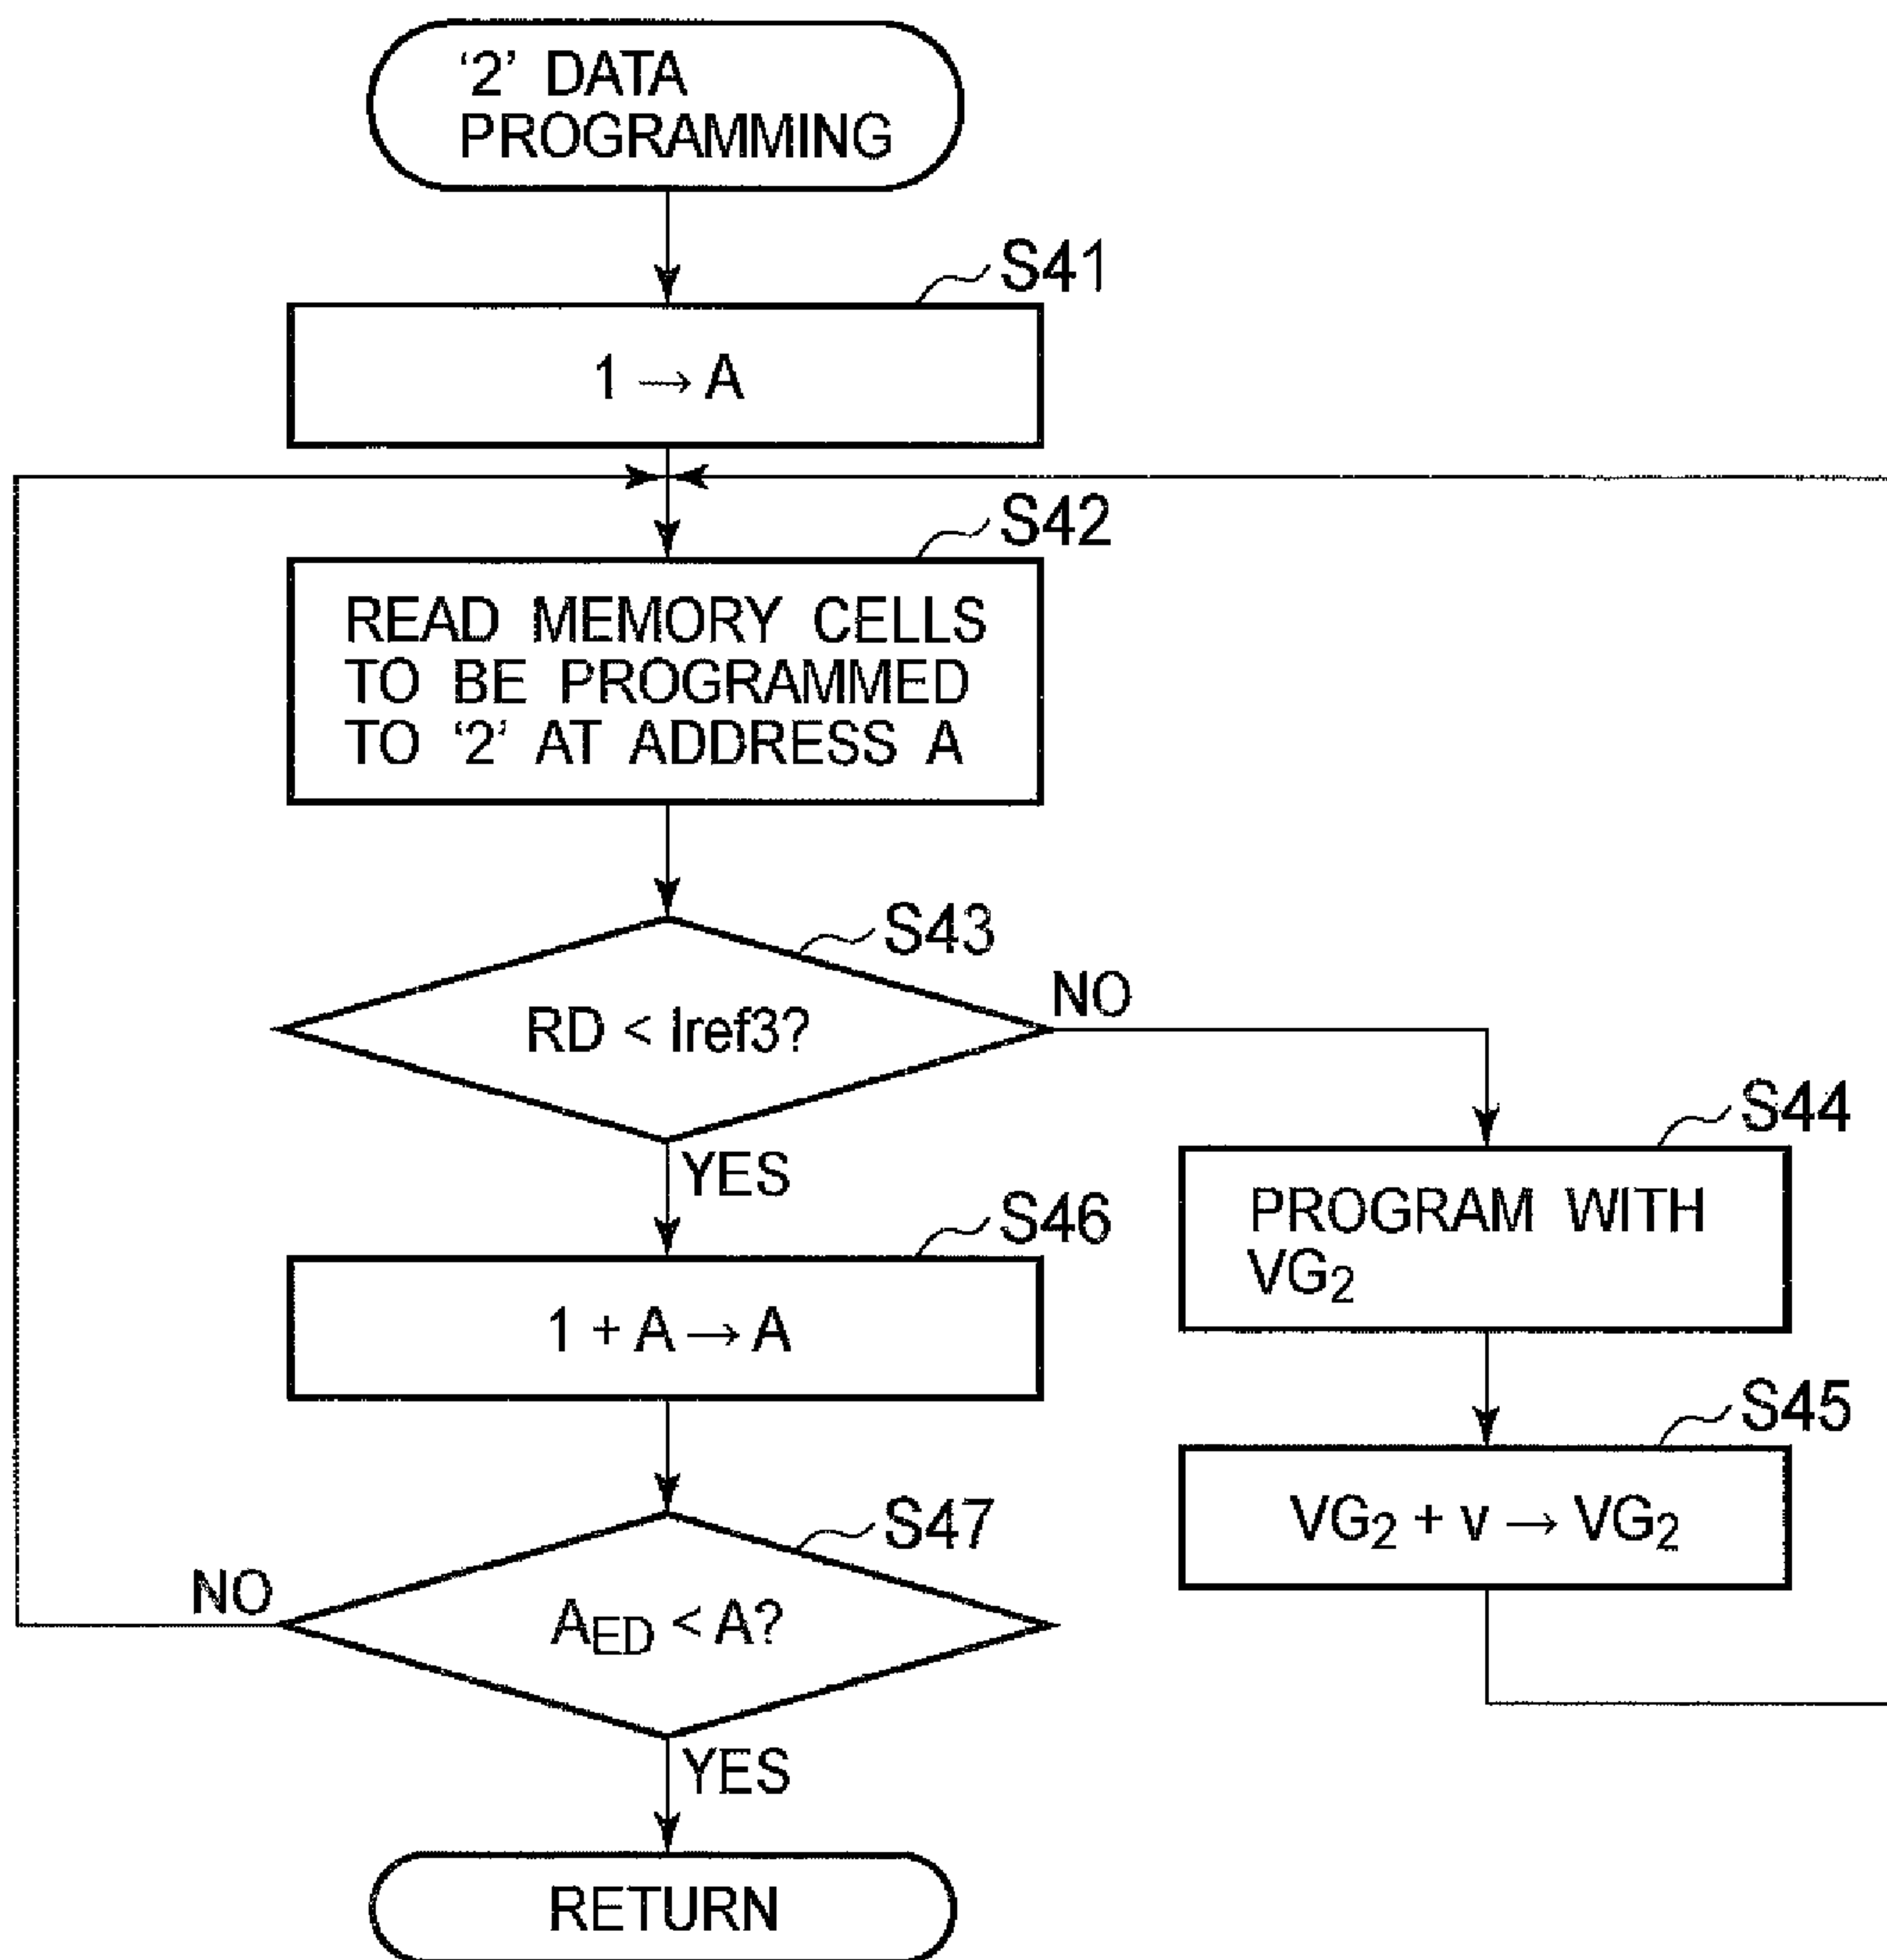 ‘2’ DATA
PROGRAMMING
S41
1 → A
S42
READ MEMORY CELLS
TO BE PROGRAMMED
TO ‘2’ AT ADDRESS A
S43
RD < Iref3?
NO
YES
S44
PROGRAM WITH
VG2
S46
1 + A → A
S45
VG2 + v → VG2
S47
NO
AED < A?
YES
RETURN